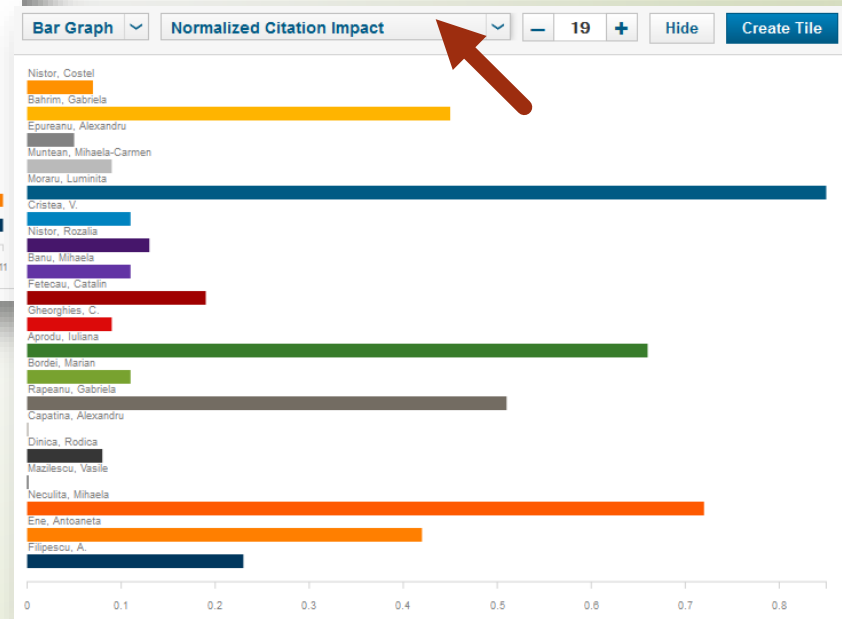 Bar Graph Normalized Citation Impact – 19 + Hide Create Tile
Nistor, Costel
Bahrim, Gabriela
Epureanu, Alexandru
Muntean, Mihaela-Carmen
Moraru, Luminita
Cristea, V.
Nistor, Rozalia
Banu, Mihaela
Fetecau, Catalin
Gheorghies, C.
Aprodu, Iuliana
Bordei, Marian
Rapeanu, Gabriela
Capatina, Alexandru
Dinica, Rodica
Mazilescu, Vasile
Neculita, Mihaela
Ene, Antoaneta
Filipescu, A.
0 0.1 0.2 0.3 0.4 0.5 0.6 0.7 0.8